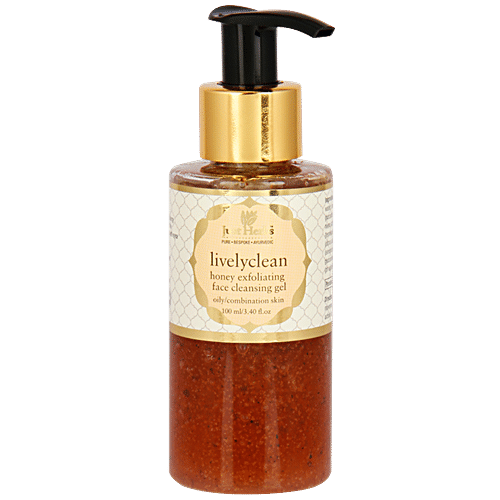 Just Herbs
PURE • BESPOKE • AYURVEDIC
livelyclean
honey exfoliating
face cleansing gel
oily/combination skin
100 ml/3.40 fl.oz